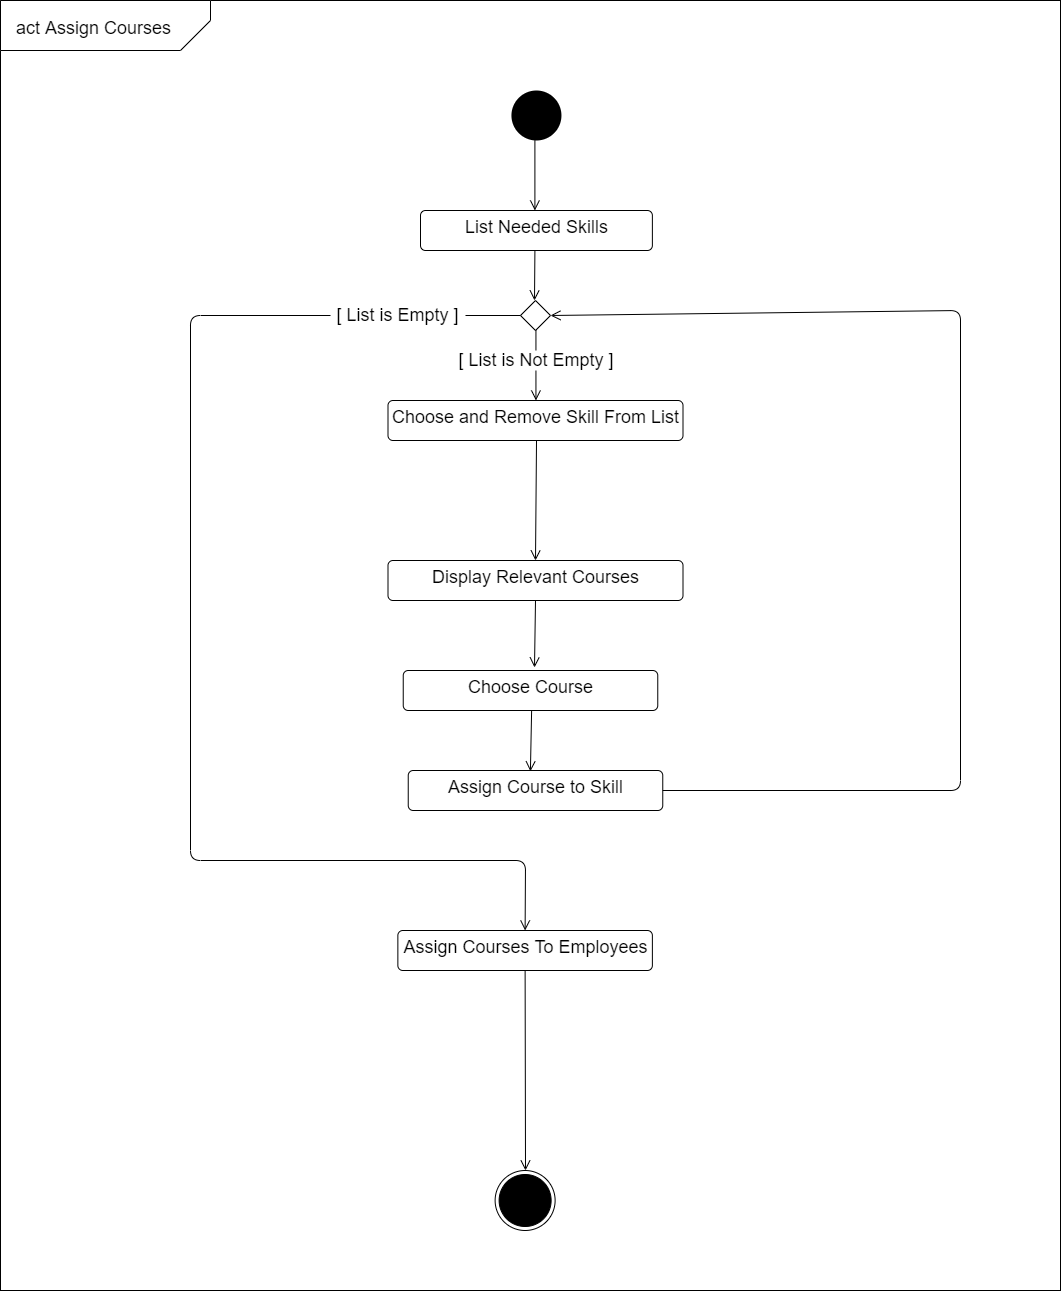 act Assign Courses
List Needed Skills
[ List is Empty ]
[ List is Not Empty ]
Choose and Remove Skill From List
Display Relevant Courses
Choose Course
Assign Course to Skill
Assign Courses To Employees